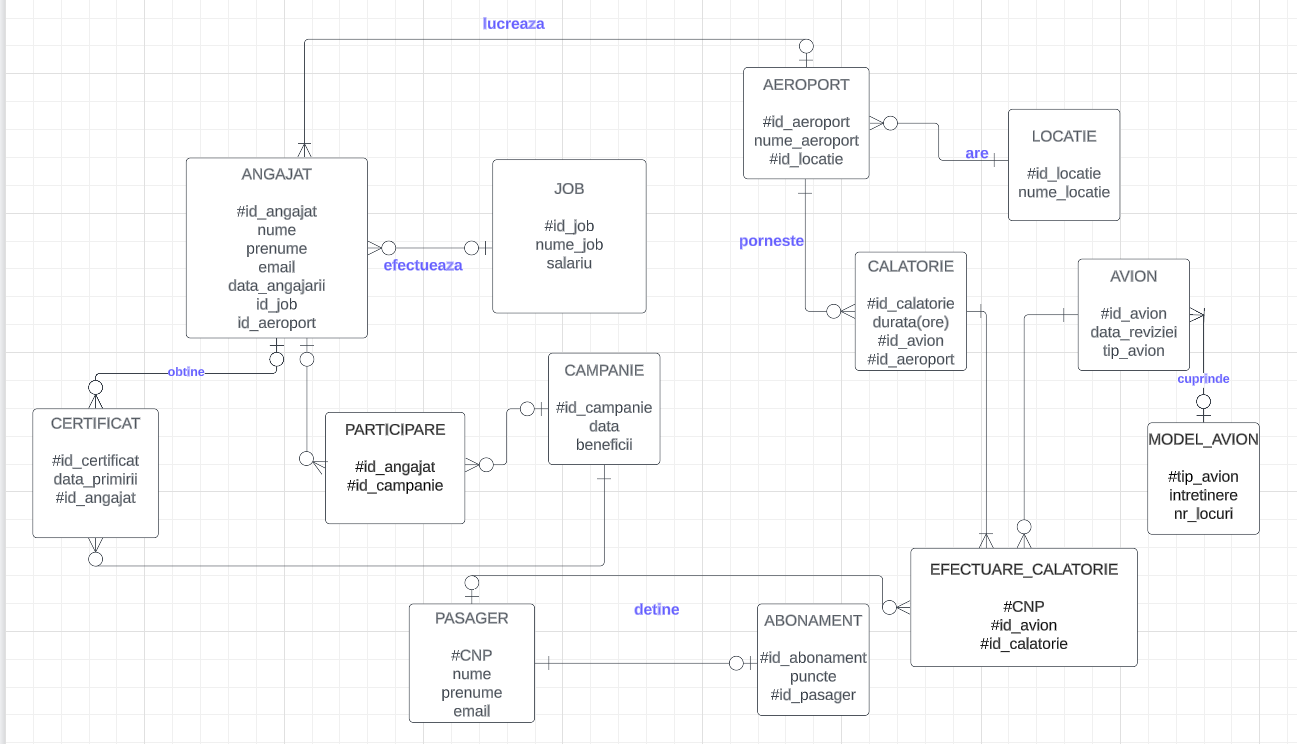 lucreaza
AEROPORT
#id_aeroport
nume_aeroport
#id_locatie
LOCATIE
#id_locatie
nume_locatie
are
ANGAJAT
#id_angajat
nume
prenume
email
data_angajarii
id_job
id_aeroport
JOB
#id_job
nume_job
salariu
efectueaza
porneste
CALATORIE
#id_calatorie
durata(ore)
#id_avion
#id_aeroport
AVION
#id_avion
data_reviziei
tip_avion
cuprinde
obtine
CERTIFICAT
#id_certificat
data_primirii
#id_angajat
PARTICIPARE
#id_angajat
#id_campanie
CAMPANIE
#id_campanie
data
beneficii
MODEL_AVION
#tip_avion
intretinere
nr_locuri
EFECTUARE_CALATORIE
#CNP
#id_avion
#id_calatorie
detine
PASAGER
#CNP
nume
prenume
email
ABONAMENT
#id_abonament
puncte
#id_pasager